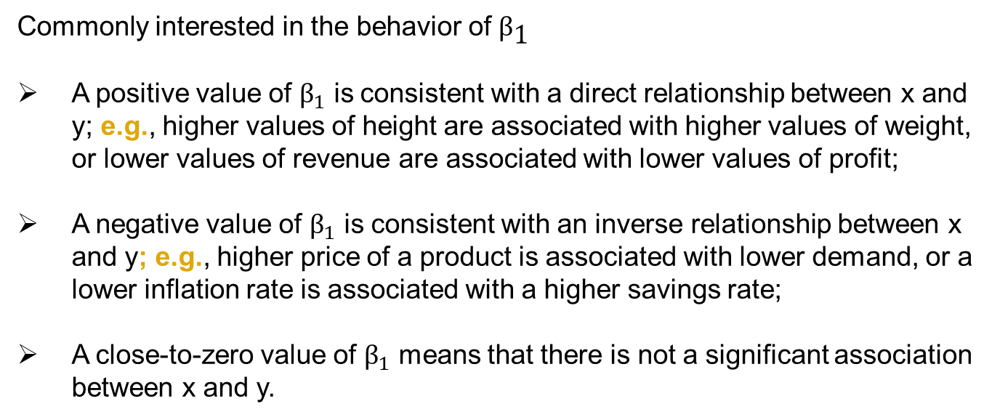 Commonly interested in the behavior of β₁
➢ A positive value of β₁ is consistent with a direct relationship between x and
y; e.g., higher values of height are associated with higher values of weight,
or lower values of revenue are associated with lower values of profit;
➢ A negative value of β₁ is consistent with an inverse relationship between x
and y; e.g., higher price of a product is associated with lower demand, or a
lower inflation rate is associated with a higher savings rate;
➢ A close-to-zero value of β₁ means that there is not a significant association
between x and y.